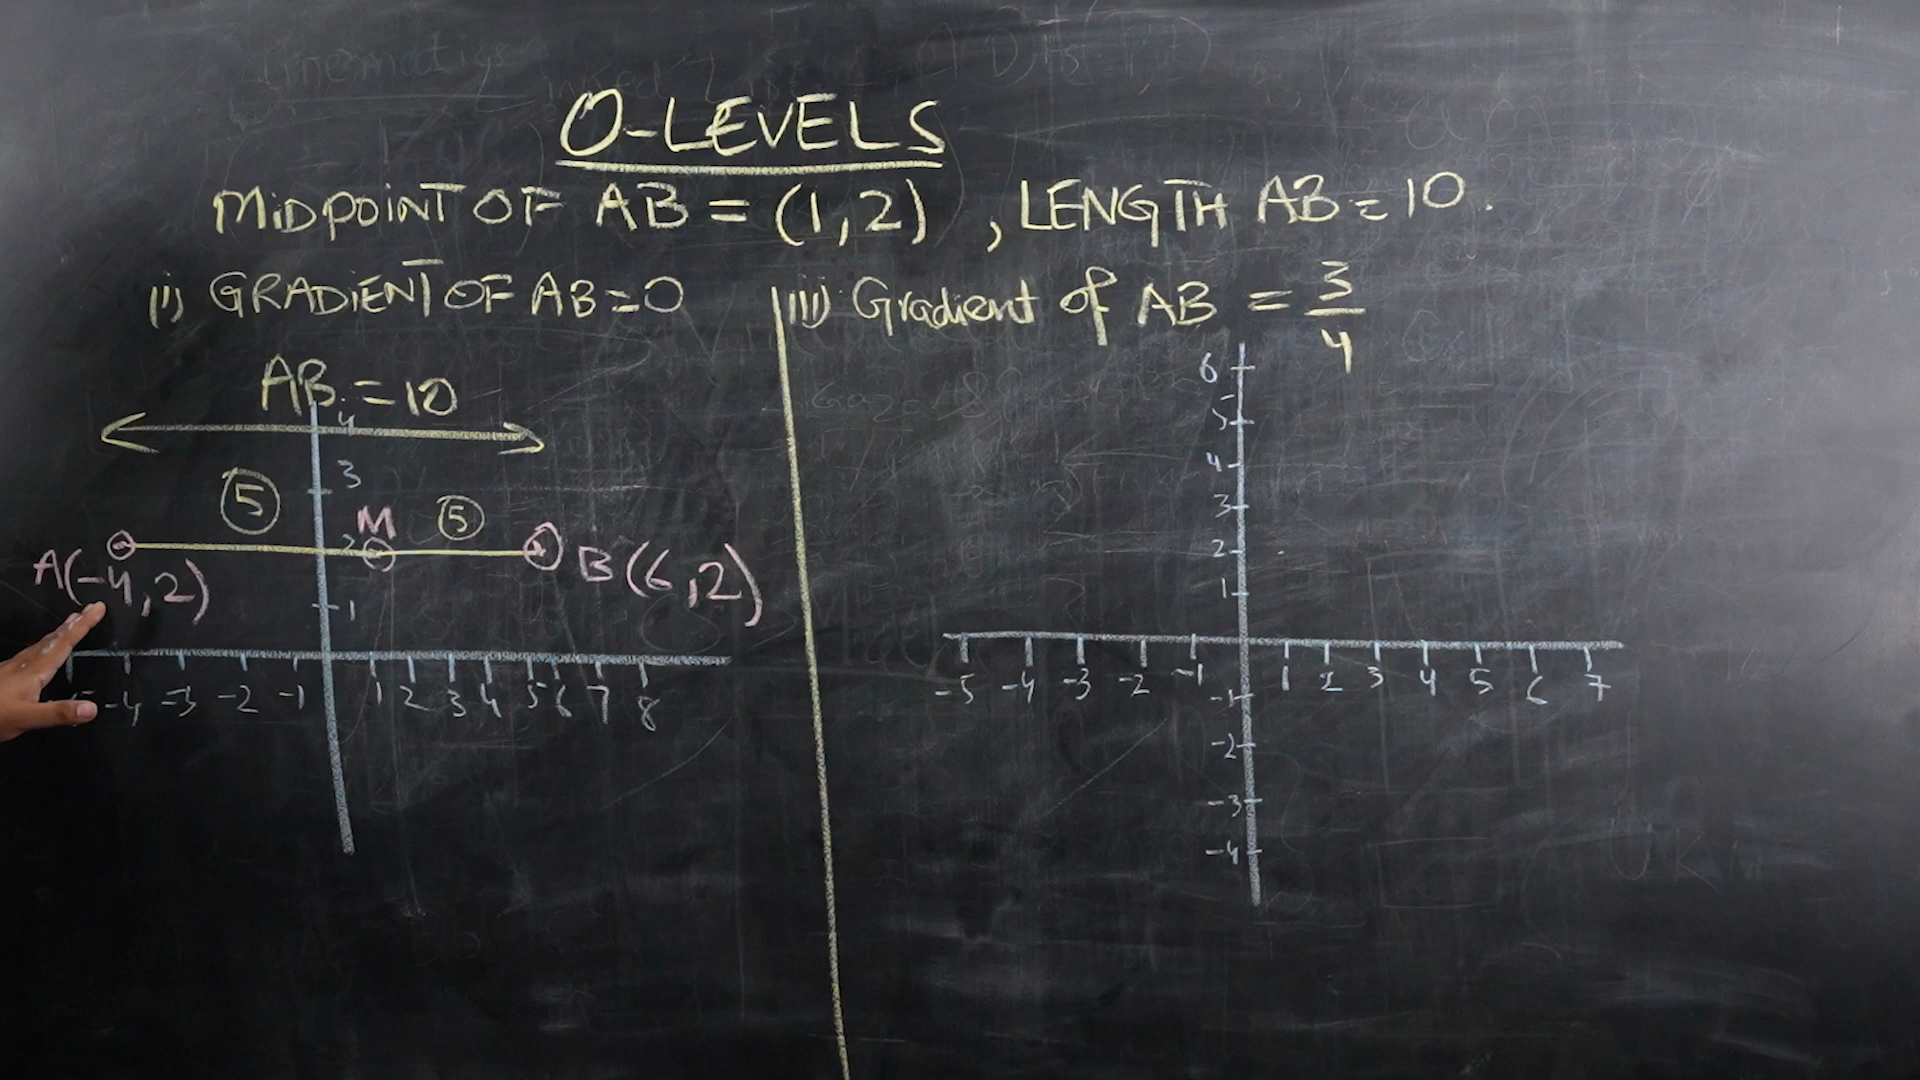 O-LEVELS
MIDPOINT OF AB = (1,2) , LENGTH AB = 10.
(i) GRADIENT OF AB = 0
AB = 10
4
3
5
M
5
2
A(-4,2)
B(6,2)
1
-4 -3 -2 -1 1 2 3 4 5 6 7 8
Gradient of AB = 3/4
6
5
4
3
2
1
-5 -4 -3 -2 -1 1 2 3 4 5 6 7
-1
-2
-3
-4